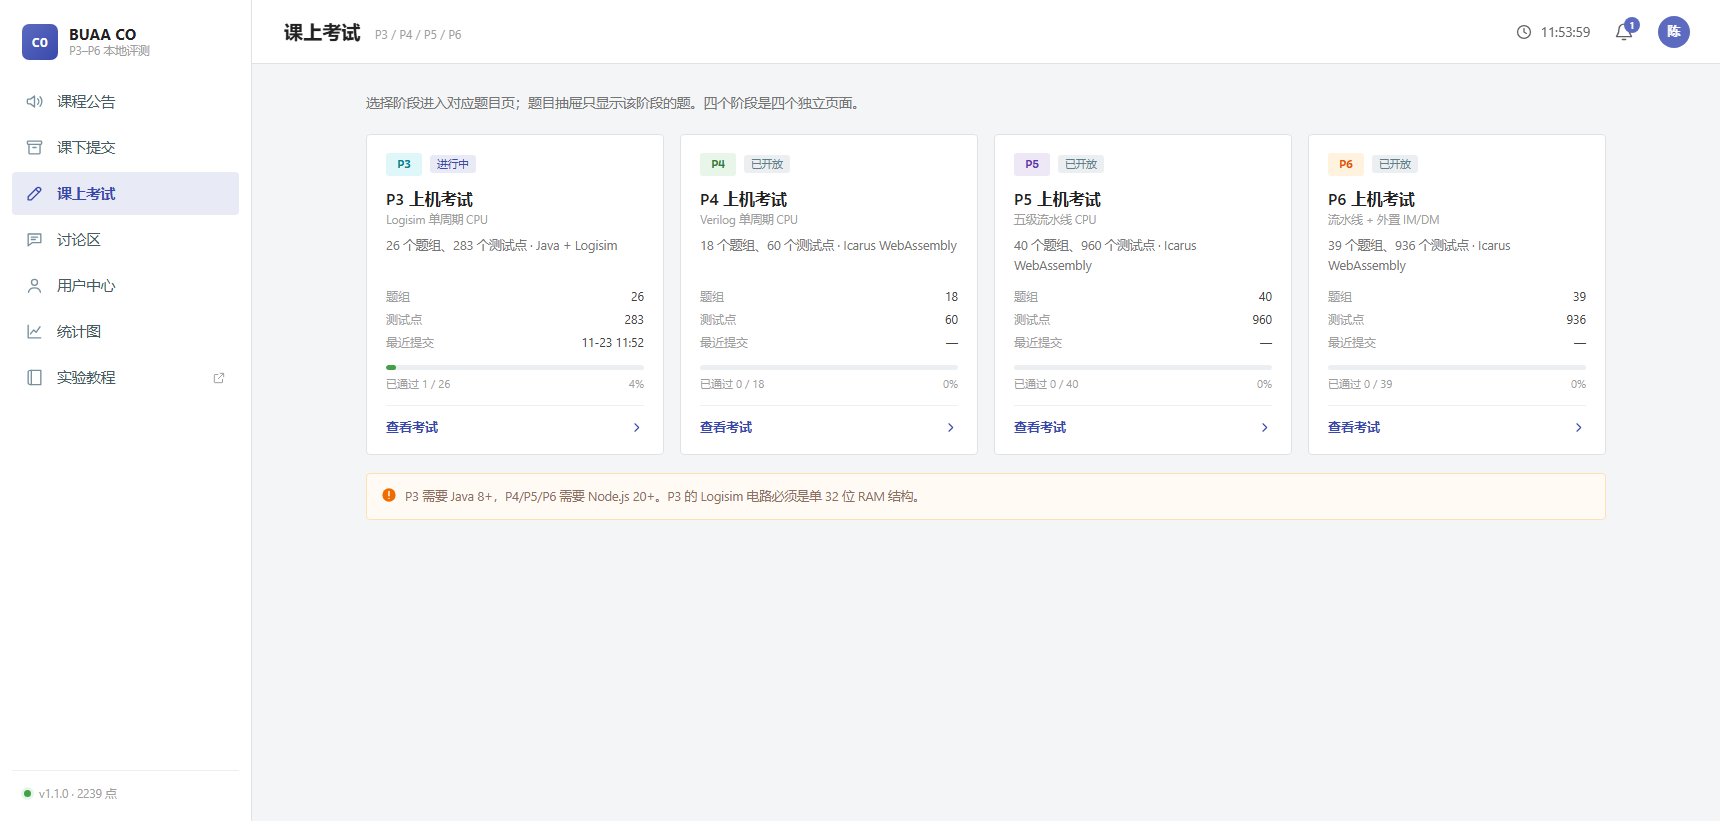 CO
BUAA CO
P3–P6 本地评测
课程公告
课下提交
课上考试
讨论区
用户中心
统计图
实验教程
v1.1.0 · 2239 点
课上考试 P3 / P4 / P5 / P6
11:53:59
1
陈
选择阶段进入对应题目页；题目抽屉只显示该阶段的题。四个阶段是四个独立页面。
P3 进行中
P3 上机考试
Logisim 单周期 CPU
26 个题组、283 个测试点 · Java + Logisim
题组 26
测试点 283
最近提交 11-23 11:52
已通过 1 / 26 4%
查看考试
P4 已开放
P4 上机考试
Verilog 单周期 CPU
18 个题组、60 个测试点 · Icarus WebAssembly
题组 18
测试点 60
最近提交 —
已通过 0 / 18 0%
查看考试
P5 已开放
P5 上机考试
五级流水线 CPU
40 个题组、960 个测试点 · Icarus
WebAssembly
题组 40
测试点 960
最近提交 —
已通过 0 / 40 0%
查看考试
P6 已开放
P6 上机考试
流水线 + 外置 IM/DM
39 个题组、936 个测试点 · Icarus
WebAssembly
题组 39
测试点 936
最近提交 —
已通过 0 / 39 0%
查看考试
P3 需要 Java 8+，P4/P5/P6 需要 Node.js 20+。P3 的 Logisim 电路必须是单 32 位 RAM 结构。